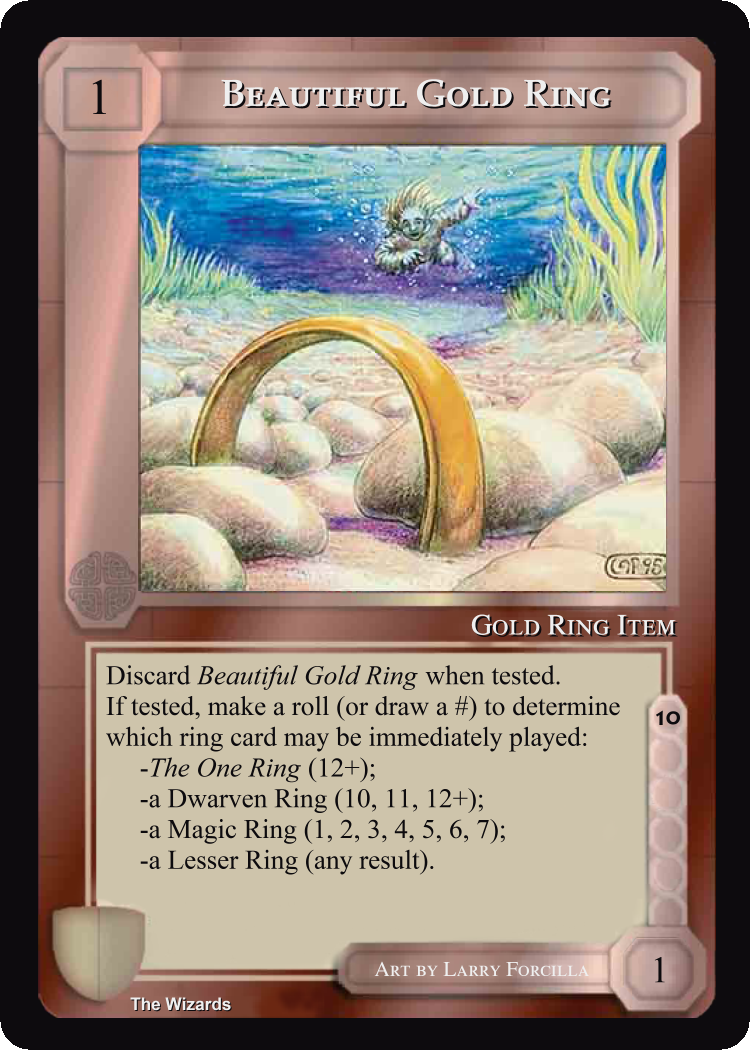 1
Beautiful Gold Ring
Gold Ring Item
Discard Beautiful Gold Ring when tested.
If tested, make a roll (or draw a #) to determine
which ring card may be immediately played:
-The One Ring (12+);
-a Dwarven Ring (10, 11, 12+);
-a Magic Ring (1, 2, 3, 4, 5, 6, 7);
-a Lesser Ring (any result).
10
Art by Larry Forcilla
1
The Wizards